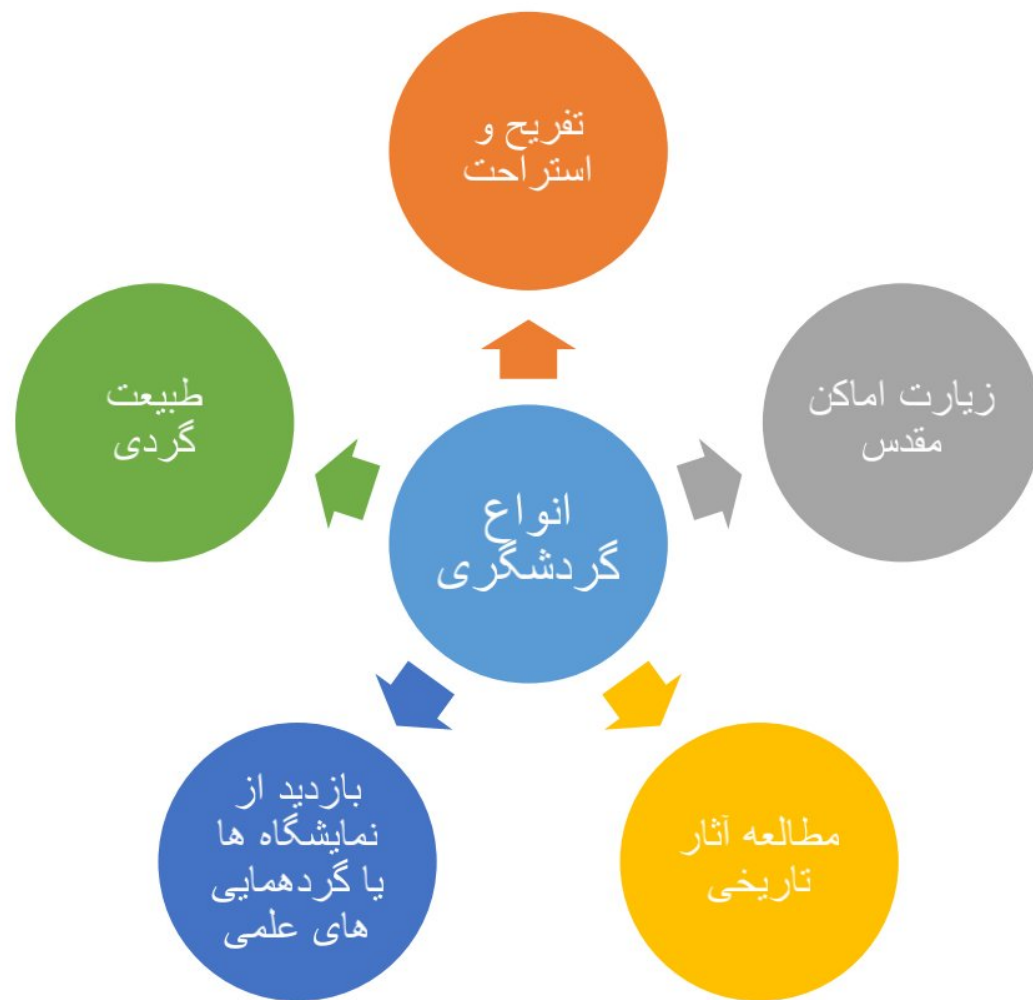 تفریح و
استراحت
زیارت اماکن
مقدس
طبیعت
گردی
انواع
گردشگری
مطالعه آثار
تاریخی
بازدید از
نمایشگاه ها
یا گردهمایی
های علمی